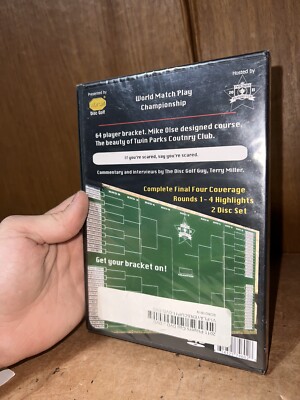 Presented by
Disc Golf
World Match Play
Championship
Hosted by
64 player bracket. Mike Oise designed course.
The beauty of Twin Parks Coutnry Club.
If you're scared, say you're scared.
Commentary and interviews by The Disc Golf Guy, Terry Miller.
Complete Final Four Coverage
Rounds 1-4 Highlights
2 Disc Set
Get your bracket on!